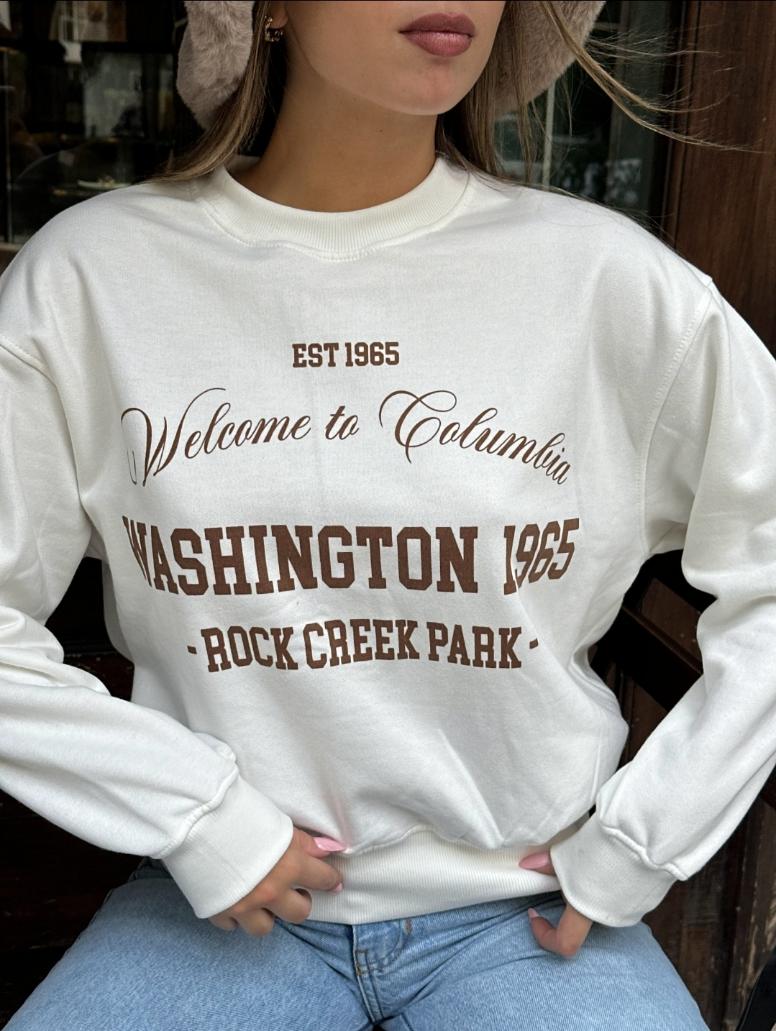 EST 1965
Welcome to Columbia
WASHINGTON 1965
- ROCK CREEK PARK -